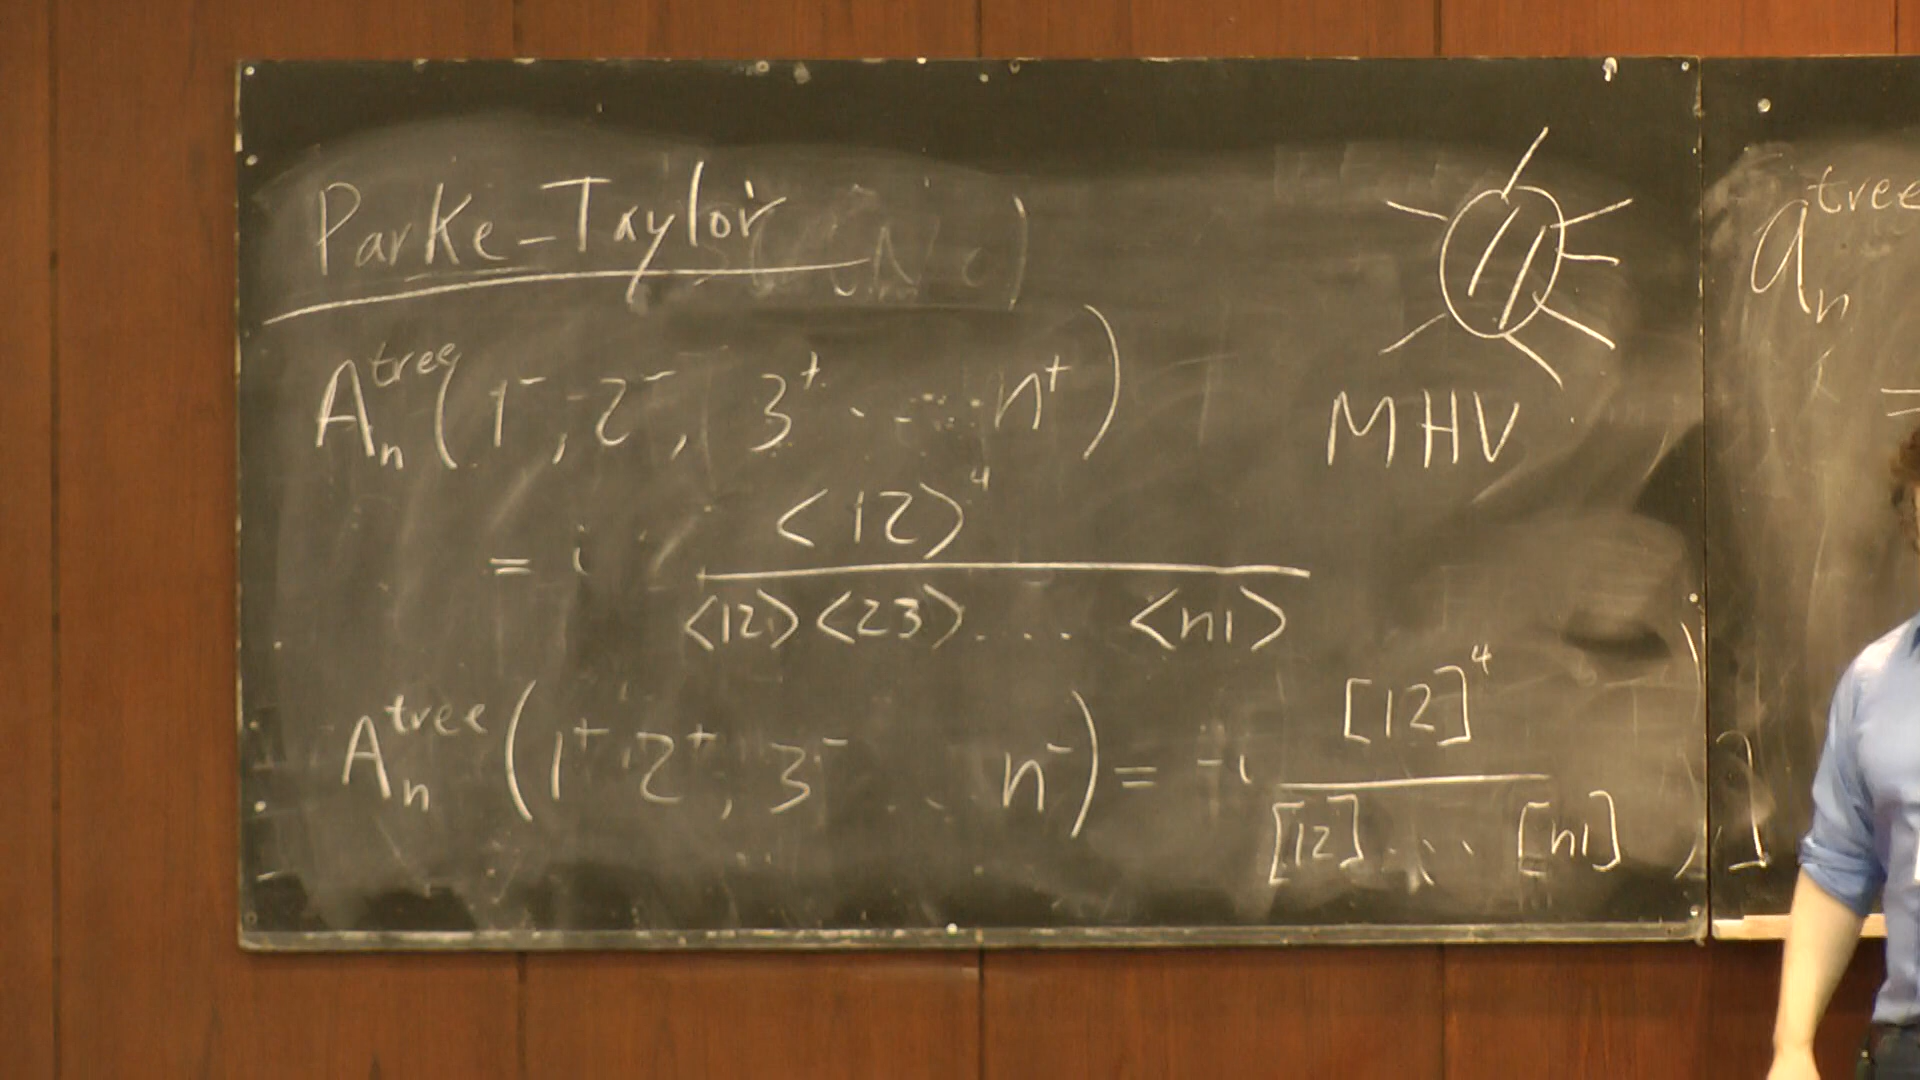 Parke-Taylor
A_n^tree(1^-, 2^-, 3^+ ..... n^+)
MHV
= i <12>^4 / <12><23> .... <n1>
A_n^tree(1^+ 2^+, 3^- .. n^-) = -i [12]^4 / [12] ... [n1]
a_n^tree
=